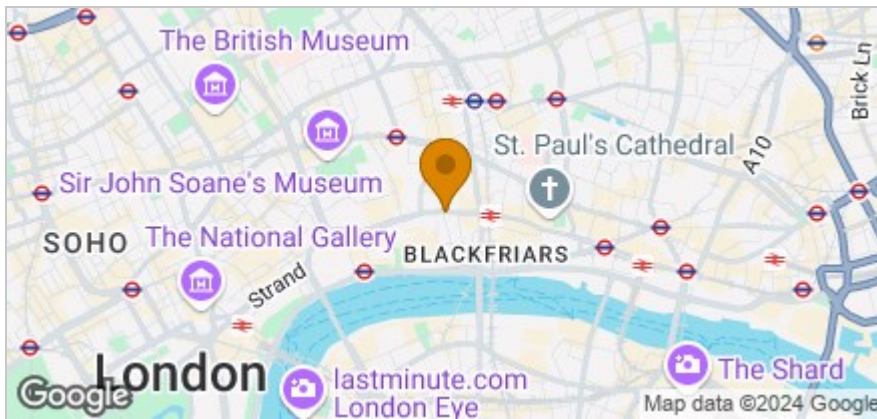 The British Museum
Brick Ln
St. Paul's Cathedral
A10
Sir John Soane's Museum
SOHO
The National Gallery
BLACKFRIARS
Strand
London
The Shard
lastminute.com
London Eye
Google
Map data ©2024 Google